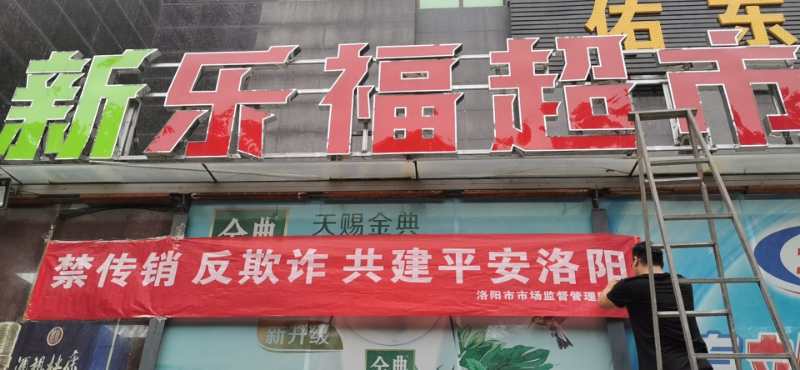 佑东
新乐福超市
金典
天赐金典
禁传销 反欺诈 共建平安洛阳
洛阳市市场监督管理
新升级
金典